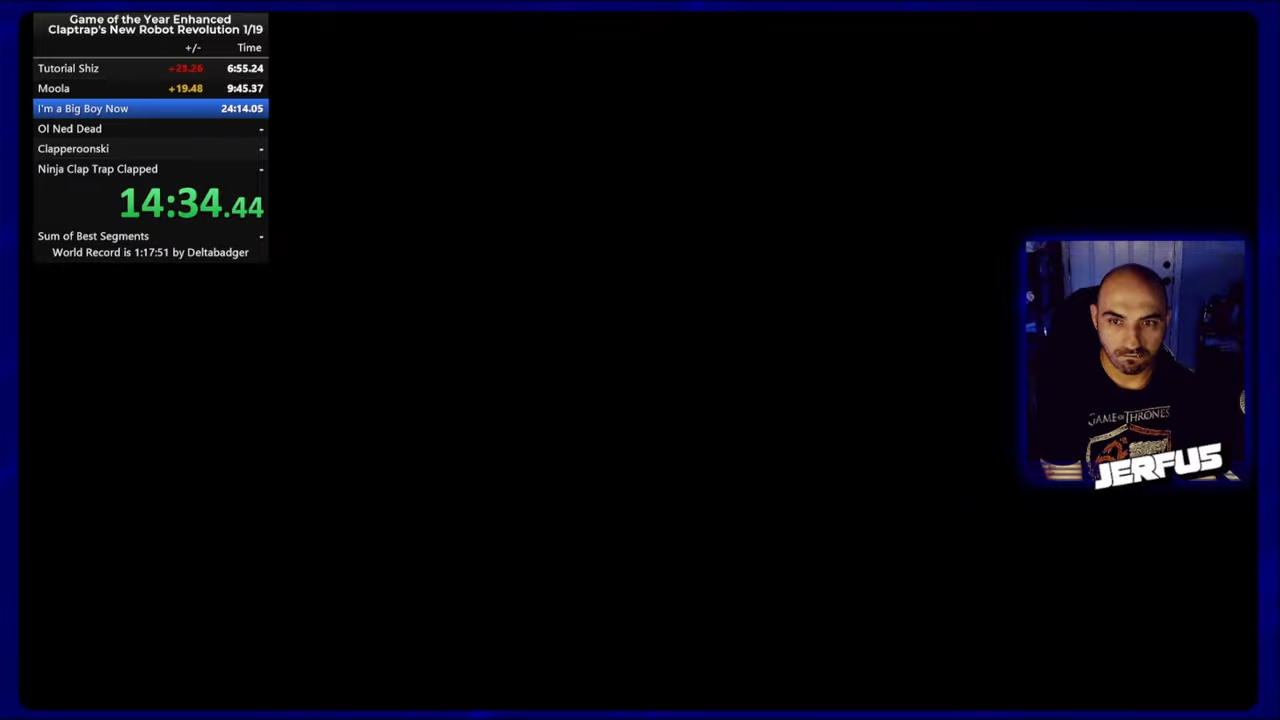 Game of the Year Enhanced
Claptrap's New Robot Revolution 1/19
+/- Time
Tutorial Shiz +23.26 6:55.24
Moola +19.48 9:45.37
I'm a Big Boy Now 24:14.05
Ol Ned Dead -
Clapperoonski -
Ninja Clap Trap Clapped -
14:34.44
Sum of Best Segments -
World Record is 1:17:51 by Deltabadger
GAME OF THRONES
JERFUS